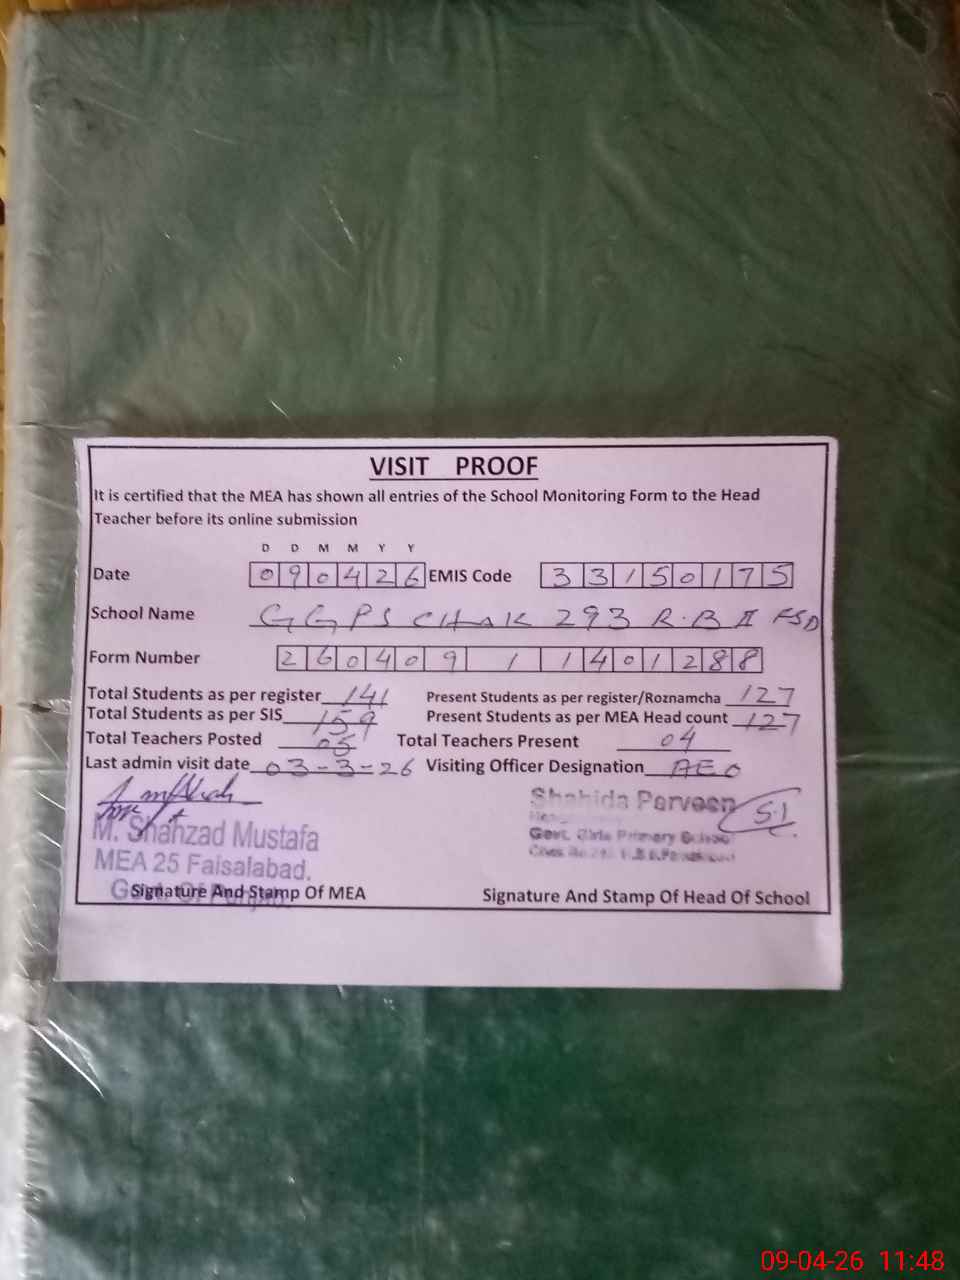 VISIT PROOF
It is certified that the MEA has shown all entries of the School Monitoring Form to the Head
Teacher before its online submission
D D M M Y Y
Date 090426 EMIS Code 33150175
School Name GGPS CHAK 293 R.B II FSD
Form Number 260409 1 1401288
Total Students as per register 141 Present Students as per register/Roznamcha 127
Total Students as per SIS 159 Present Students as per MEA Head count 127
Total Teachers Posted 05 Total Teachers Present 04
Last admin visit date 03-3-26 Visiting Officer Designation AEO
Shahida Parveen S.I
M. Shahzad Mustafa
Govt. Girls Primary School
MEA 25 Faisalabad.
Govt. Of Punjab
Signature And Stamp Of MEA Signature And Stamp Of Head Of School
09-04-26 11:48